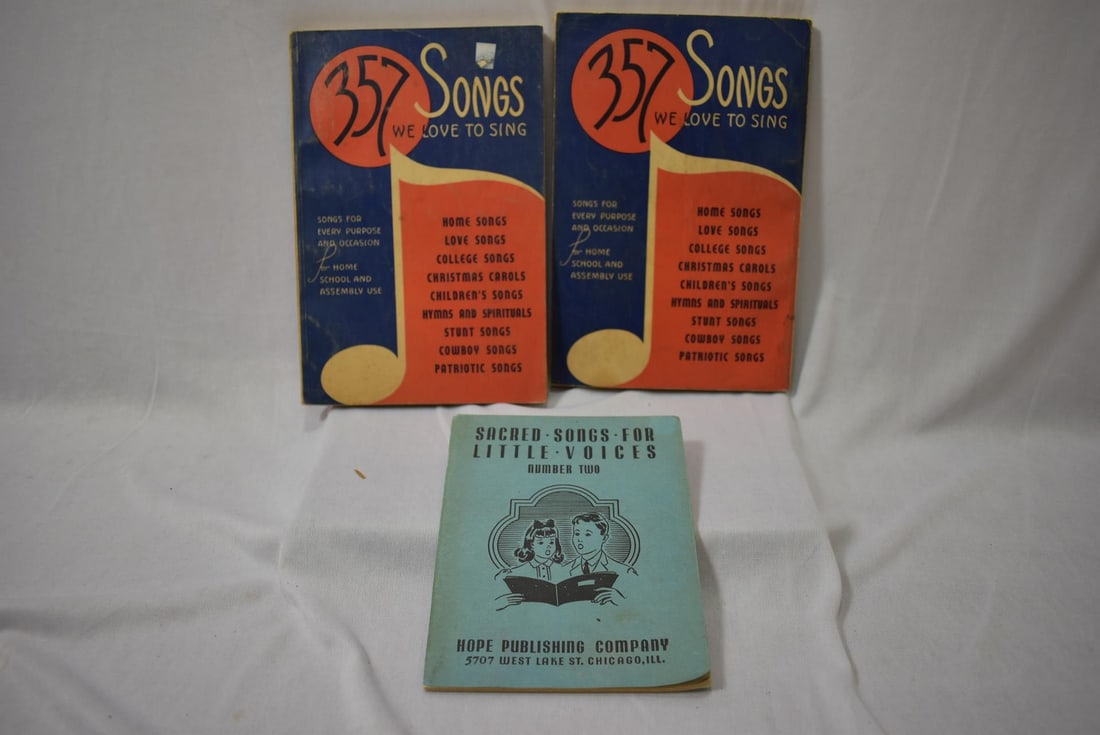 357 SONGS
WE LOVE TO SING
SONGS FOR
EVERY PURPOSE
AND OCCASION
for HOME
SCHOOL AND
ASSEMBLY USE
HOME SONGS
LOVE SONGS
COLLEGE SONGS
CHRISTMAS CAROLS
CHILDREN'S SONGS
HYMNS AND SPIRITUALS
STUNT SONGS
COWBOY SONGS
PATRIOTIC SONGS
357 SONGS
WE LOVE TO SING
SONGS FOR
EVERY PURPOSE
AND OCCASION
for HOME
SCHOOL AND
ASSEMBLY USE
HOME SONGS
LOVE SONGS
COLLEGE SONGS
CHRISTMAS CAROLS
CHILDREN'S SONGS
HYMNS AND SPIRITUALS
STUNT SONGS
COWBOY SONGS
PATRIOTIC SONGS
SACRED · SONGS · FOR
LITTLE · VOICES
NUMBER TWO
HOPE PUBLISHING COMPANY
5707 WEST LAKE ST. CHICAGO, ILL.